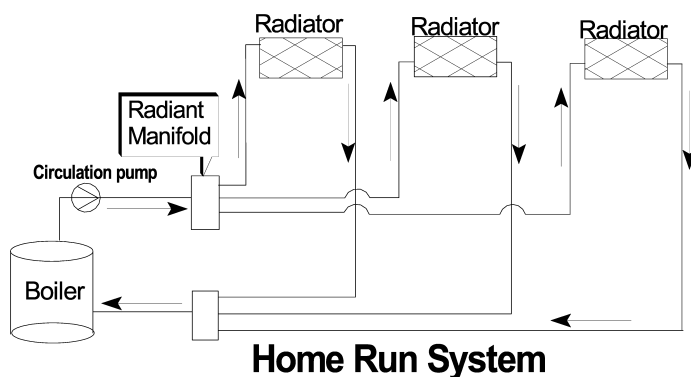 Radiator
Radiator
Radiator
Radiant
Manifold
Circulation pump
Boiler
Home Run System